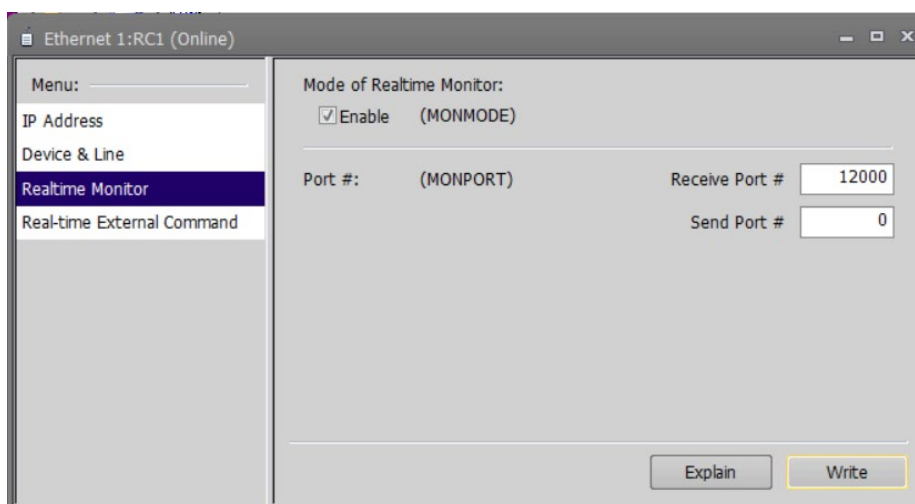 Ethernet 1:RC1 (Online)
Menu:
IP Address
Device & Line
Realtime Monitor
Real-time External Command
Mode of Realtime Monitor:
Enable (MONMODE)
Port #: (MONPORT) Receive Port # 12000
Send Port # 0
Explain Write